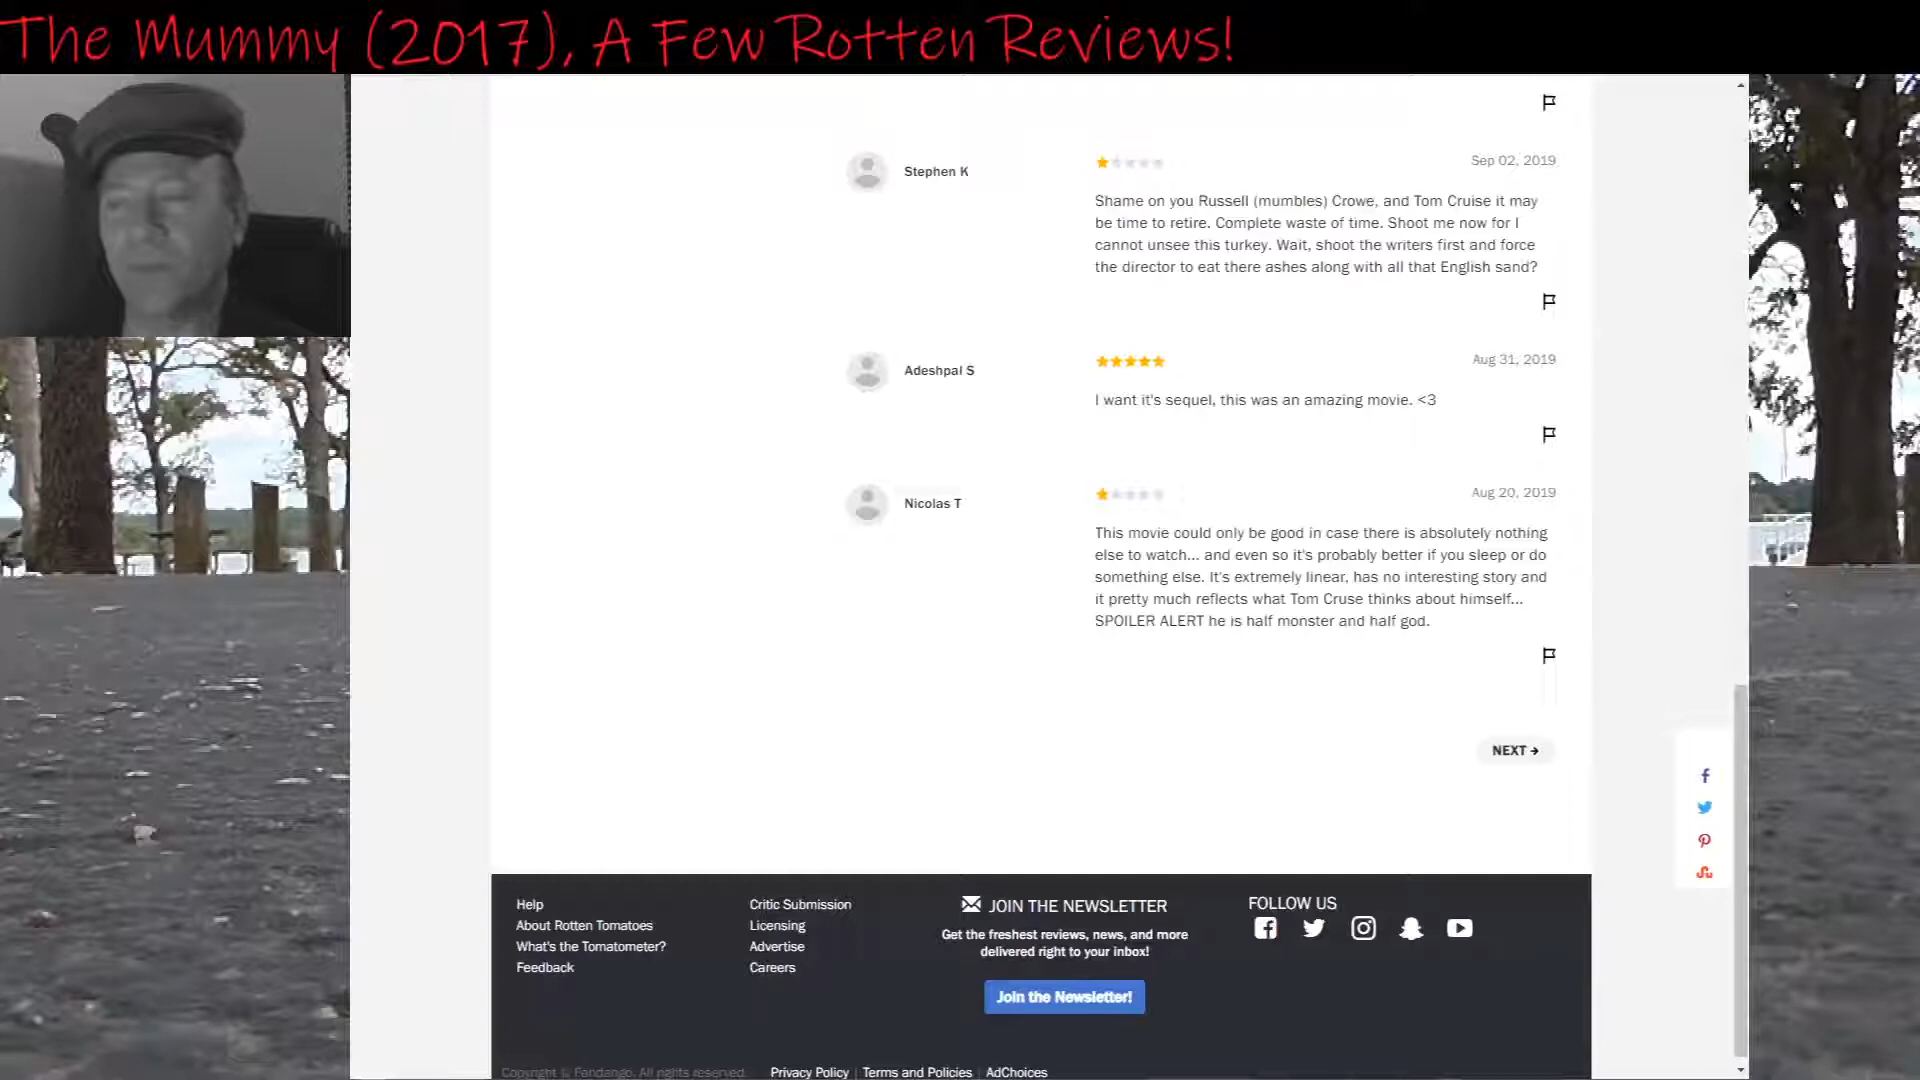 The Mummy (2017), A Few Rotten Reviews!
Stephen K
Sep 02, 2019
Shame on you Russell (mumbles) Crowe, and Tom Cruise it may
be time to retire. Complete waste of time. Shoot me now for I
cannot unsee this turkey. Wait, shoot the writers first and force
the director to eat there ashes along with all that English sand?
Adeshpal S
Aug 31, 2019
I want it's sequel, this was an amazing movie. <3
Nicolas T
Aug 20, 2019
This movie could only be good in case there is absolutely nothing
else to watch... and even so it's probably better if you sleep or do
something else. It's extremely linear, has no interesting story and
it pretty much reflects what Tom Cruse thinks about himself...
SPOILER ALERT he is half monster and half god.
NEXT
Help
About Rotten Tomatoes
What's the Tomatometer?
Feedback
Critic Submission
Licensing
Advertise
Careers
JOIN THE NEWSLETTER
Get the freshest reviews, news, and more
delivered right to your inbox!
Join the Newsletter!
FOLLOW US
Copyright © Fandango. All rights reserved.
Privacy Policy | Terms and Policies | AdChoices